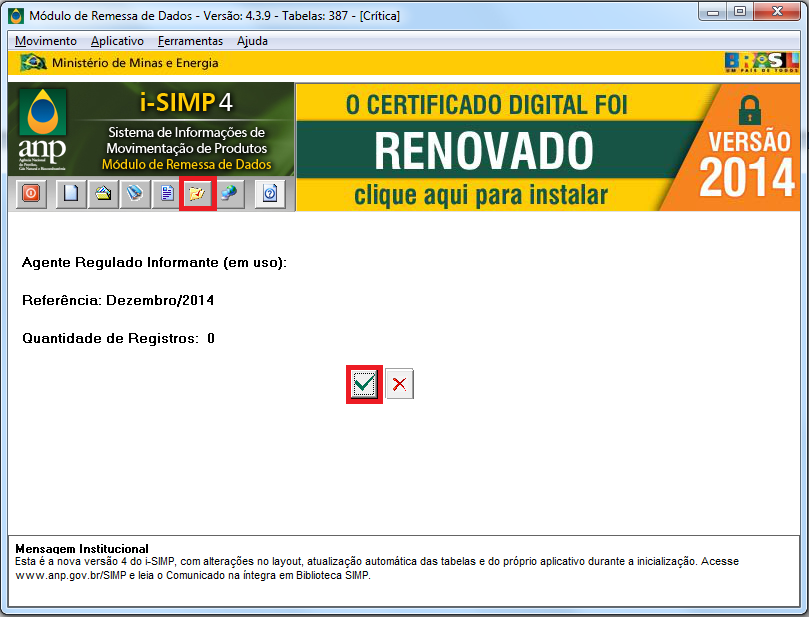 Módulo de Remessa de Dados - Versão: 4.3.9 - Tabelas: 387 - [Crítica]
Movimento Aplicativo Ferramentas Ajuda
Ministério de Minas e Energia
BRASIL
UM PAÍS DE TODOS
i-SIMP 4
Sistema de Informações de
Movimentação de Produtos
Módulo de Remessa de Dados
anp
Agência Nacional
do Petróleo,
Gás Natural e Biocombustíveis
O CERTIFICADO DIGITAL FOI
RENOVADO
clique aqui para instalar
VERSÃO
2014
Agente Regulado Informante (em uso):
Referência: Dezembro/2014
Quantidade de Registros: 0
Mensagem Institucional
Esta é a nova versão 4 do i-SIMP, com alterações no layout, atualização automática das tabelas e do próprio aplicativo durante a inicialização. Acesse
www.anp.gov.br/SIMP e leia o Comunicado na íntegra em Biblioteca SIMP.